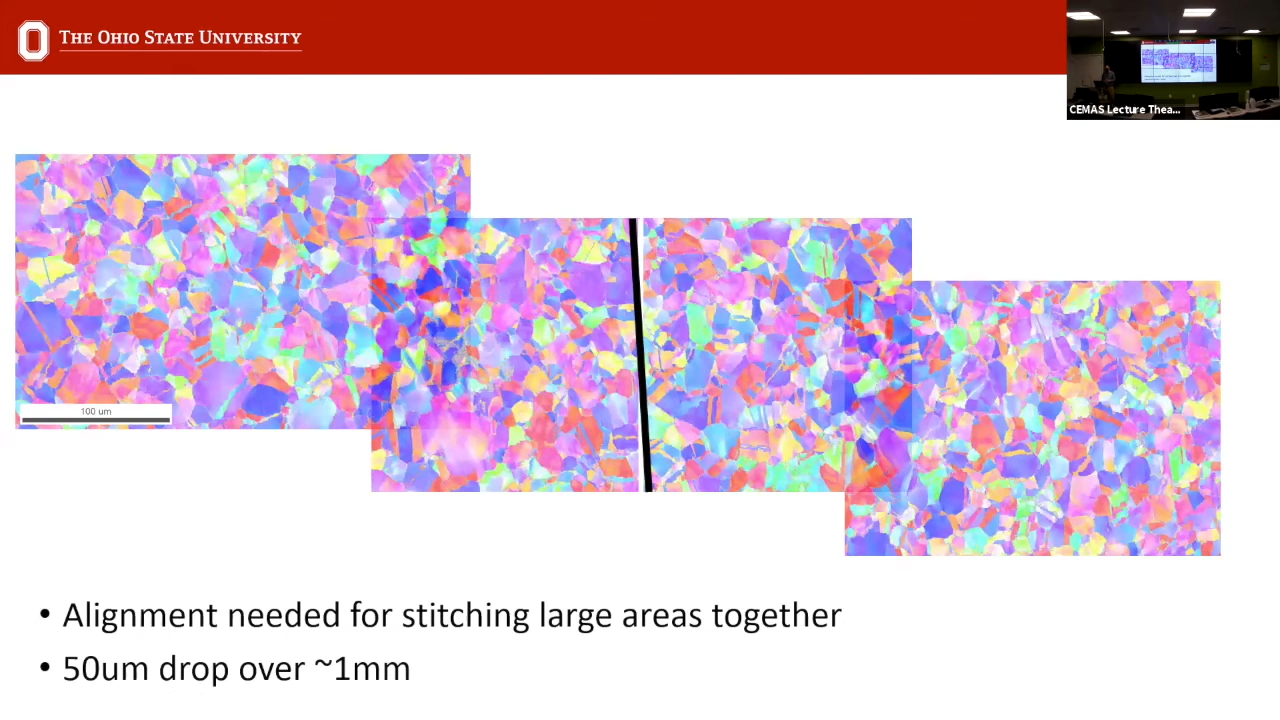 THE OHIO STATE UNIVERSITY
CEMAS Lecture Thea...
100 um
• Alignment needed for stitching large areas together
• 50um drop over ~1mm